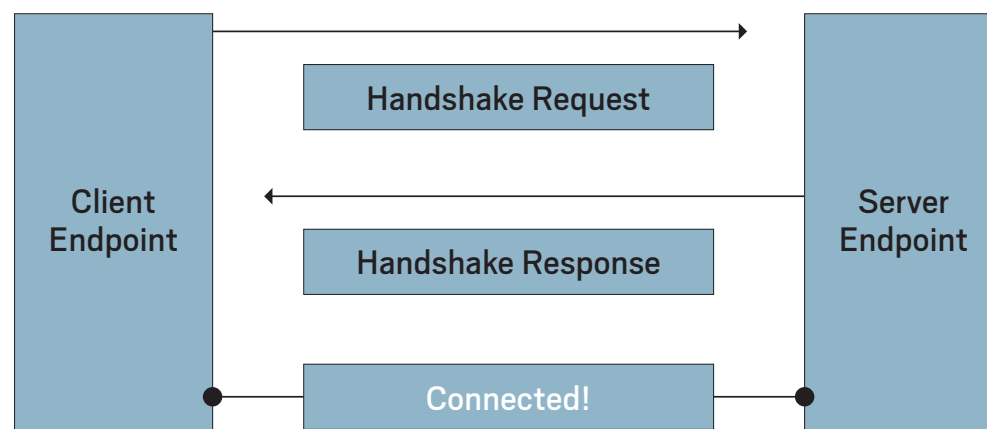 Handshake Request
Client
Endpoint
Server
Endpoint
Handshake Response
Connected!